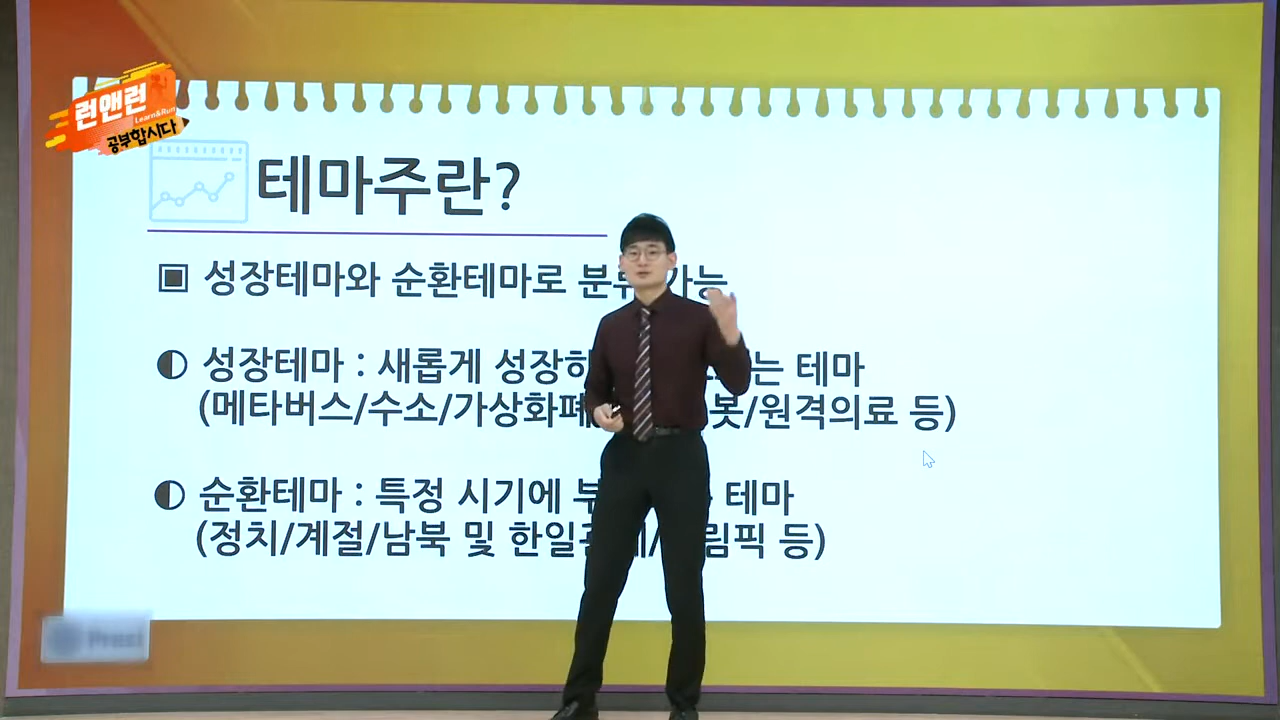 런앤런
Learn&Run
공부합시다
테마주란?
성장테마와 순환테마로 분류 가능
성장테마 : 새롭게 성장하 는 테마
(메타버스/수소/가상화폐 봇/원격의료 등)
순환테마 : 특정 시기에 테마
(정치/계절/남북 및 한일 림픽 등)
Prezi